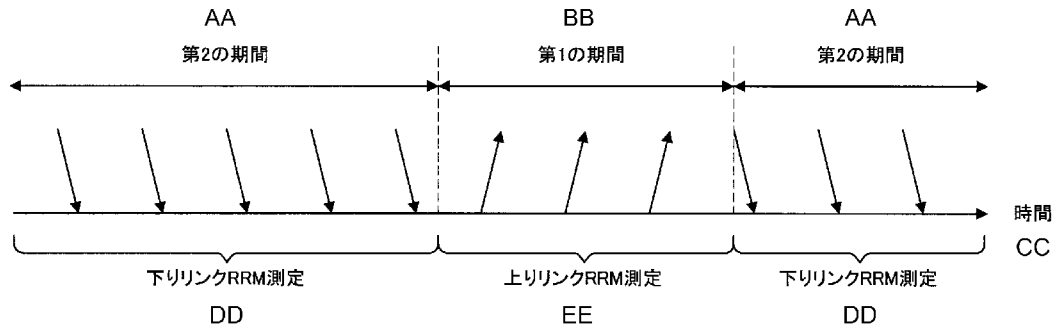 AA BB AA
第2の期間 第1の期間 第2の期間
時間
CC
下りリンクRRM測定 上りリンクRRM測定 下りリンクRRM測定
DD EE DD